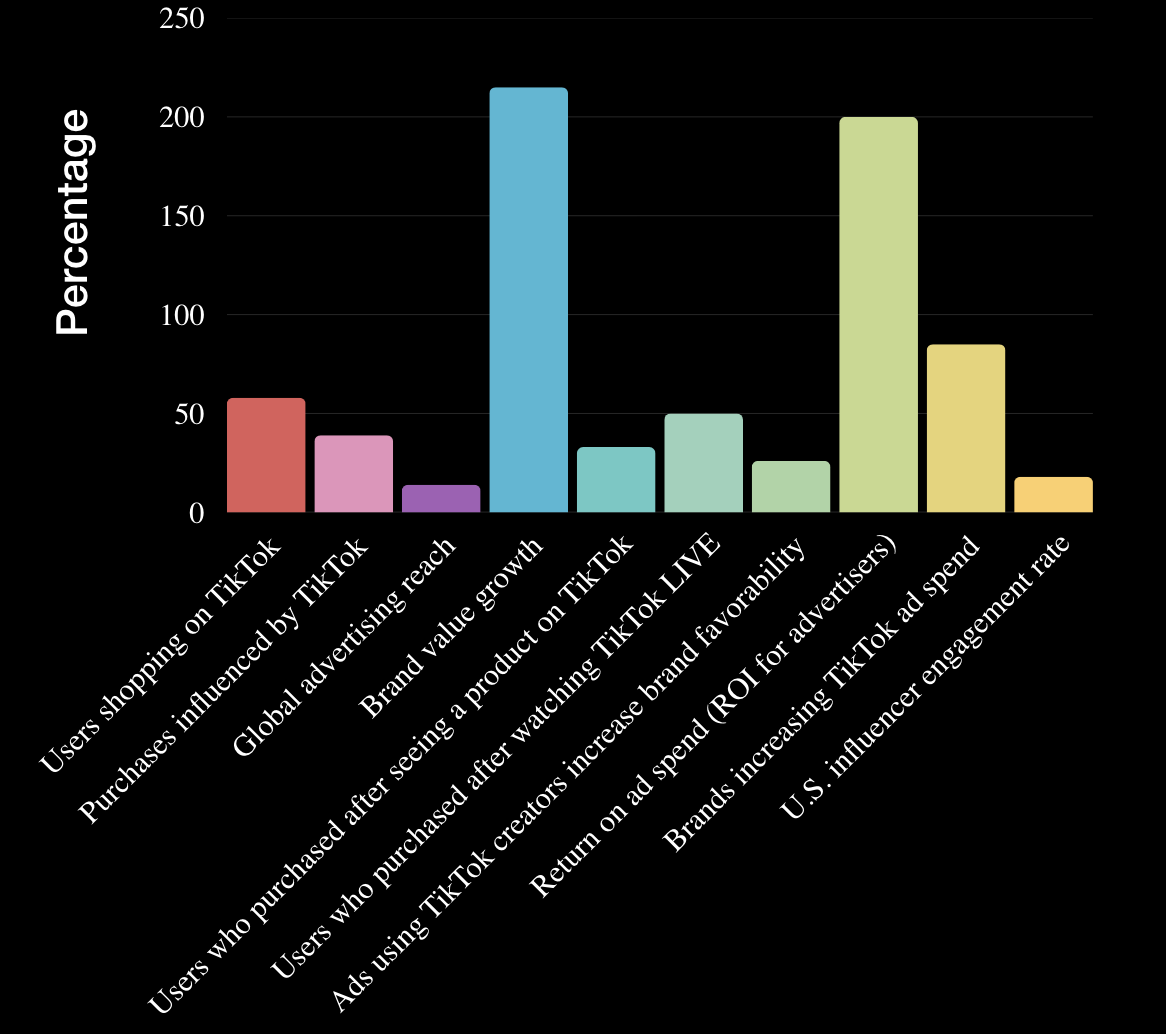 Percentage
250
200
150
100
50
0
Users shopping on TikTok
Purchases influenced by TikTok
Global advertising reach
Brand value growth
Users who purchased after seeing a product on TikTok
Users who purchased after watching TikTok LIVE
Ads using TikTok creators increase brand favorability
Return on ad spend (ROI for advertisers)
Brands increasing TikTok ad spend
U.S. influencer engagement rate